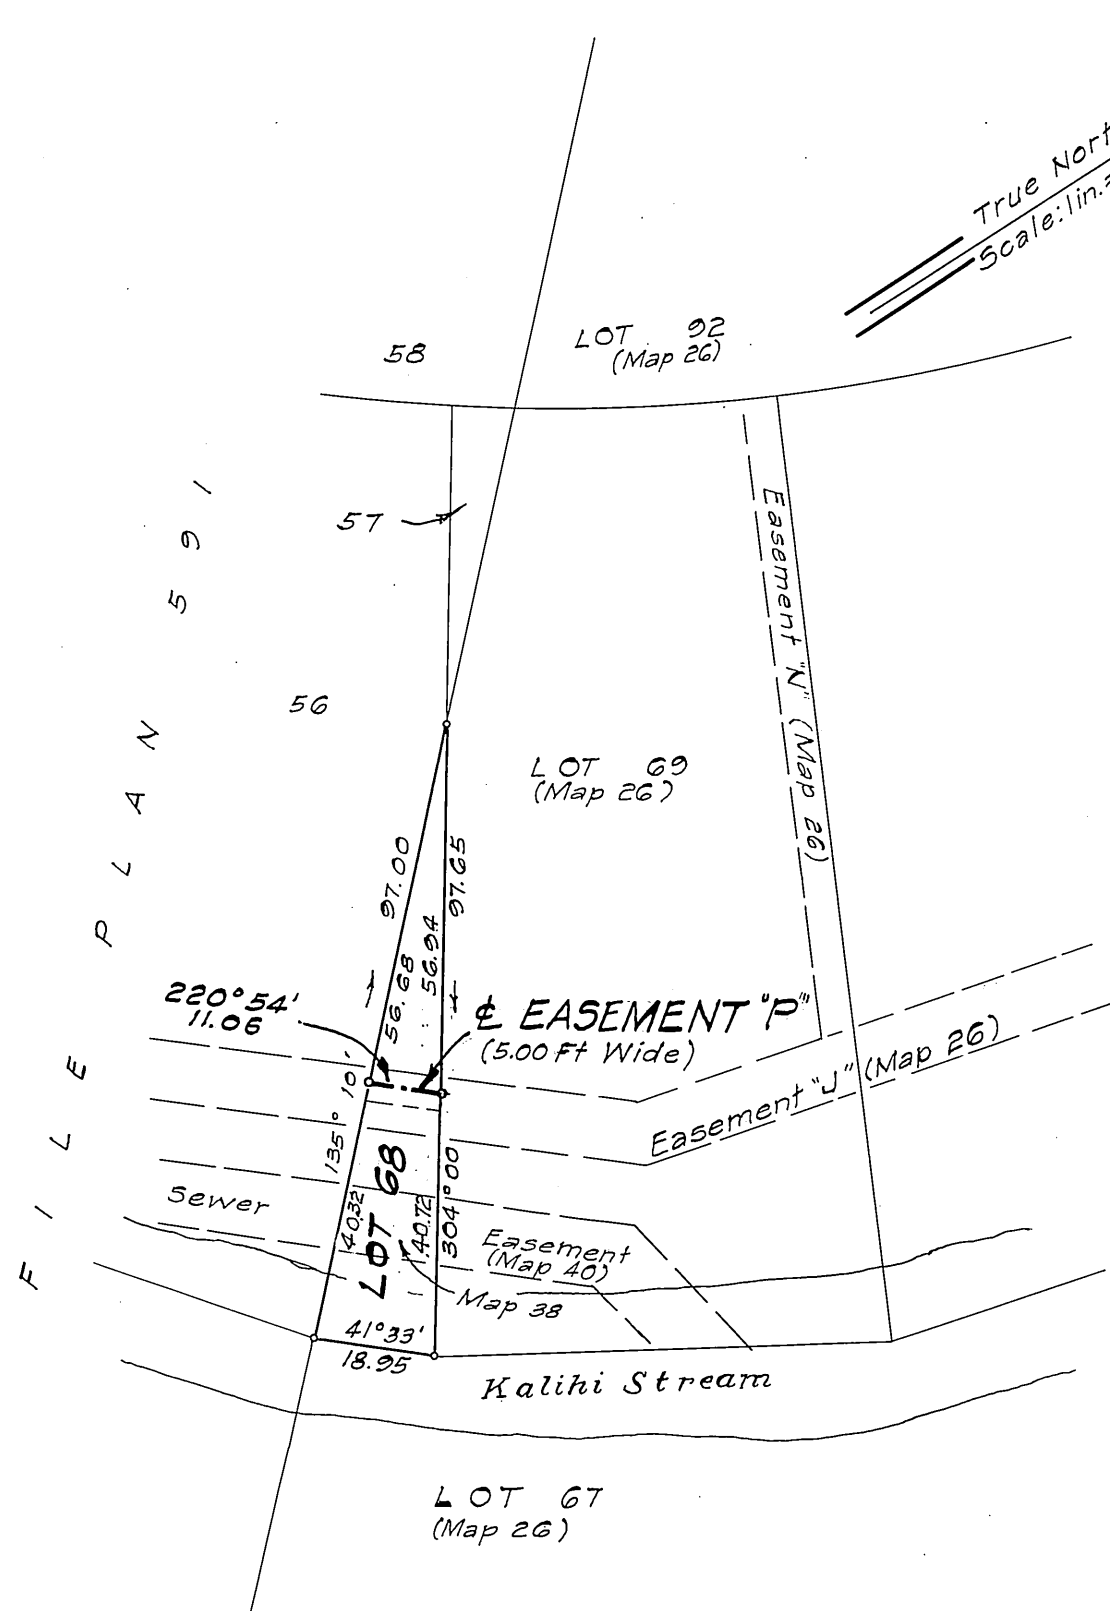 True Nort
Scale: 1in.=
LOT 92
(Map 26)
58
57
56
FILE PLAN 591
Easement "N" (Map 26)
LOT 69
(Map 26)
97.00
97.65
56.68
56.94
220°54'
11.06
℄ EASEMENT "P"
(5.00 Ft Wide)
Easement "J" (Map 26)
135° 10'
40.32
LOT 68
40.72
304°00
Sewer
Easement
(Map 40)
Map 38
41°33'
18.95
Kalihi Stream
LOT 67
(Map 26)